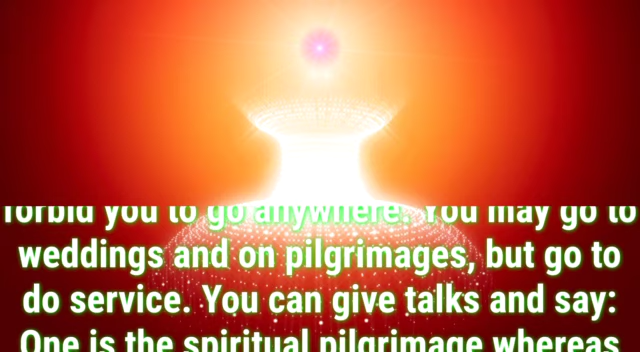 forbid you to go anywhere. You may go to
weddings and on pilgrimages, but go to
do service. You can give talks and say:
One is the spiritual pilgrimage whereas